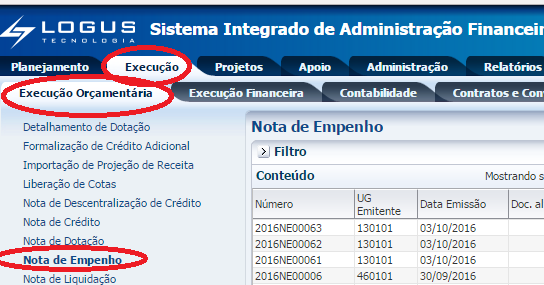 LOGUS
TECNOLOGIA
Sistema Integrado de Administração Financeir
Planejamento Execução Projetos Apoio Administração Relatórios
Execução Orçamentária Execução Financeira Contabilidade Contratos e Con
Detalhamento de Dotação
Formalização de Crédito Adicional
Importação de Projeção de Receita
Liberação de Cotas
Nota de Descentralização de Crédito
Nota de Crédito
Nota de Dotação
Nota de Empenho
Nota de Liquidação
Nota de Empenho
Filtro
Conteúdo Mostrando s
Número UG Emitente Data Emissão Doc. al
2016NE00063 130101 03/10/2016
2016NE00062 130101 03/10/2016
2016NE00061 130101 03/10/2016
2016NE00006 460101 30/09/2016